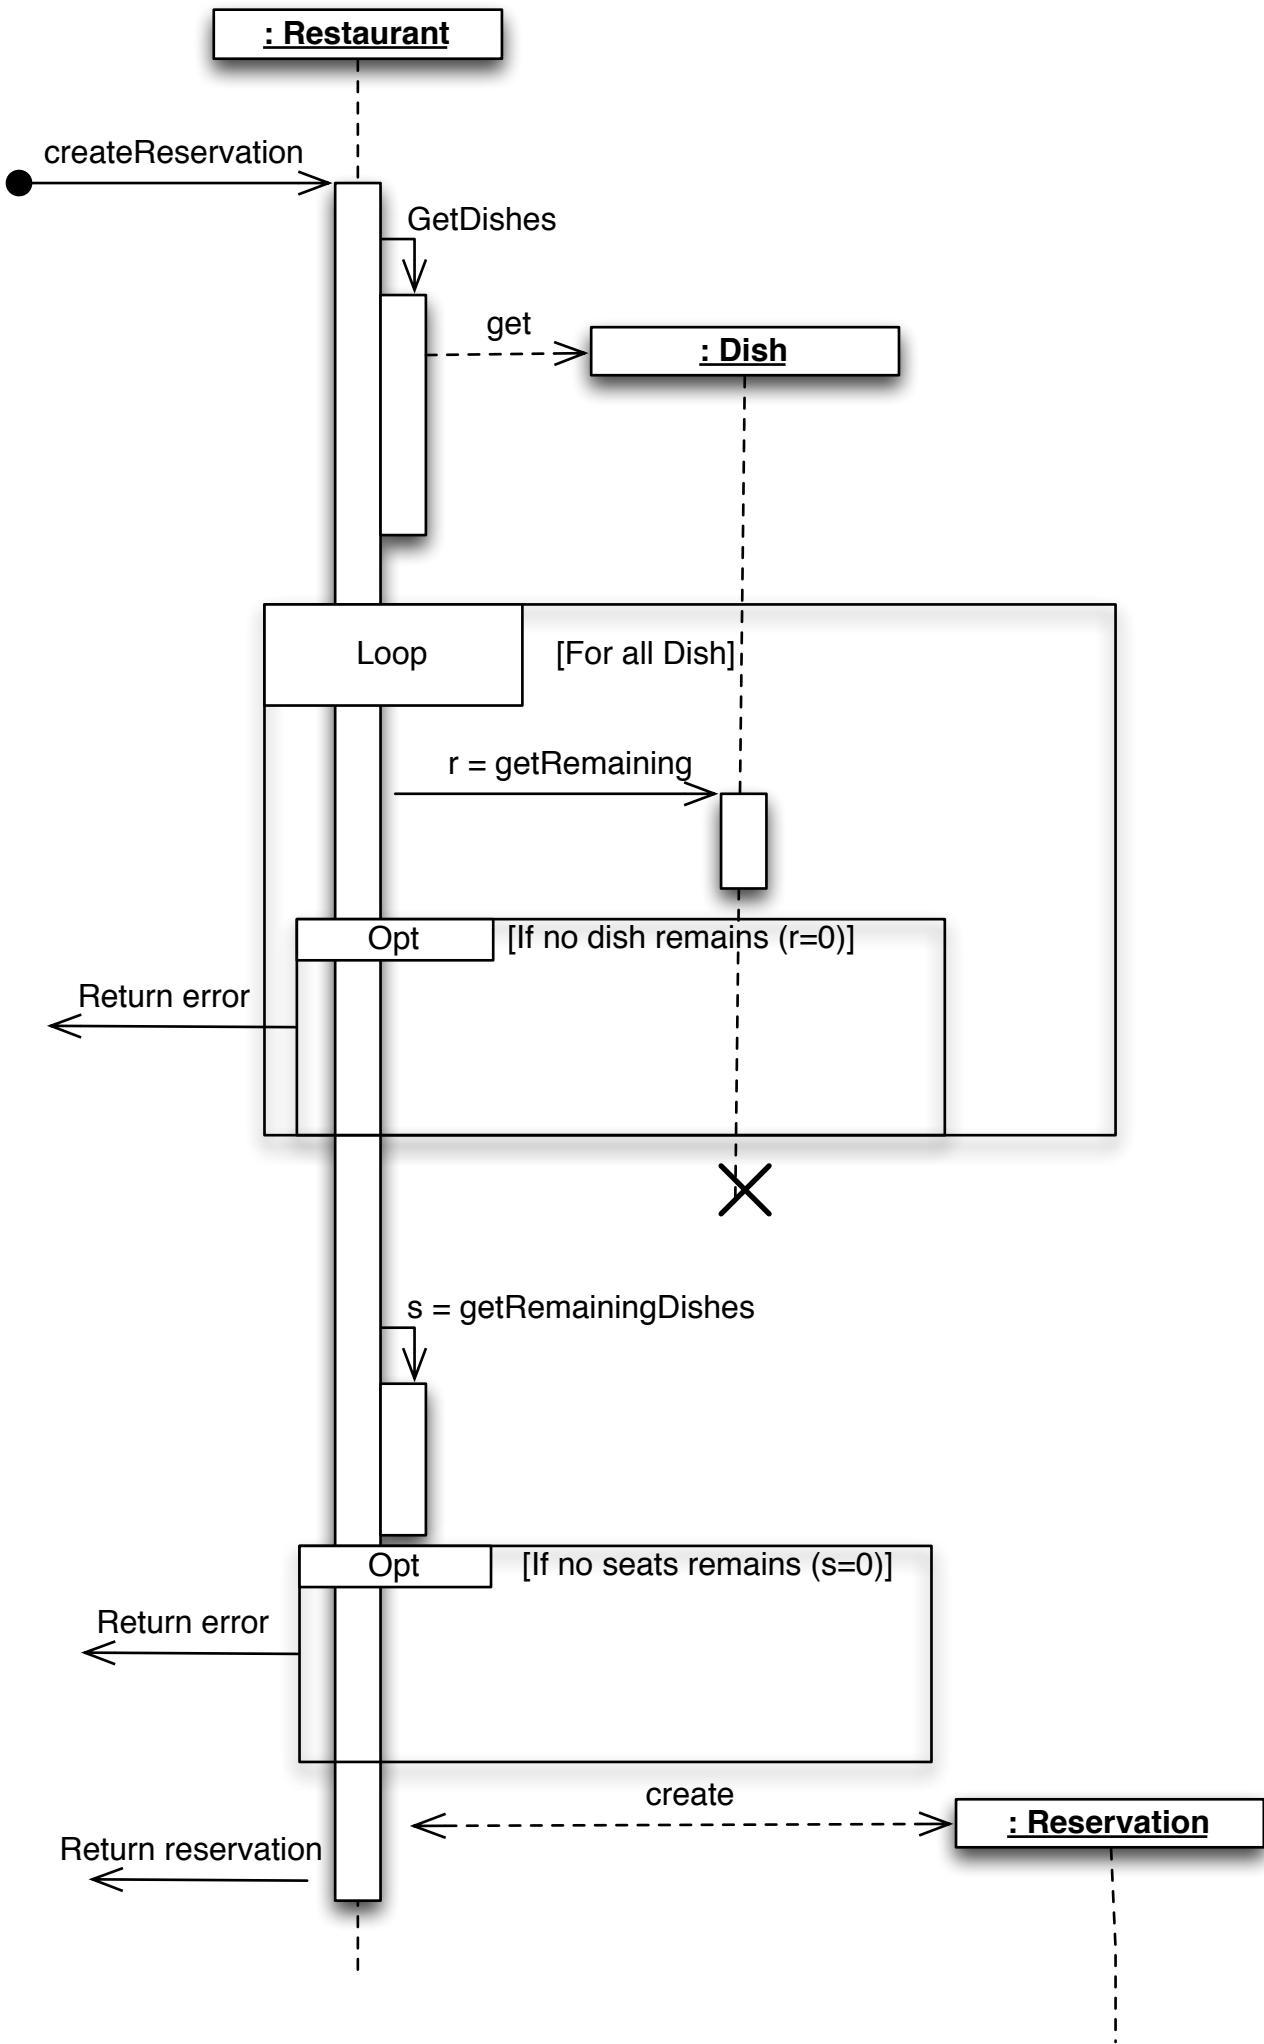 : Restaurant
createReservation
GetDishes
get
: Dish
Loop
[For all Dish]
r = getRemaining
Opt
[If no dish remains (r=0)]
Return error
s = getRemainingDishes
Opt
[If no seats remains (s=0)]
Return error
create
: Reservation
Return reservation